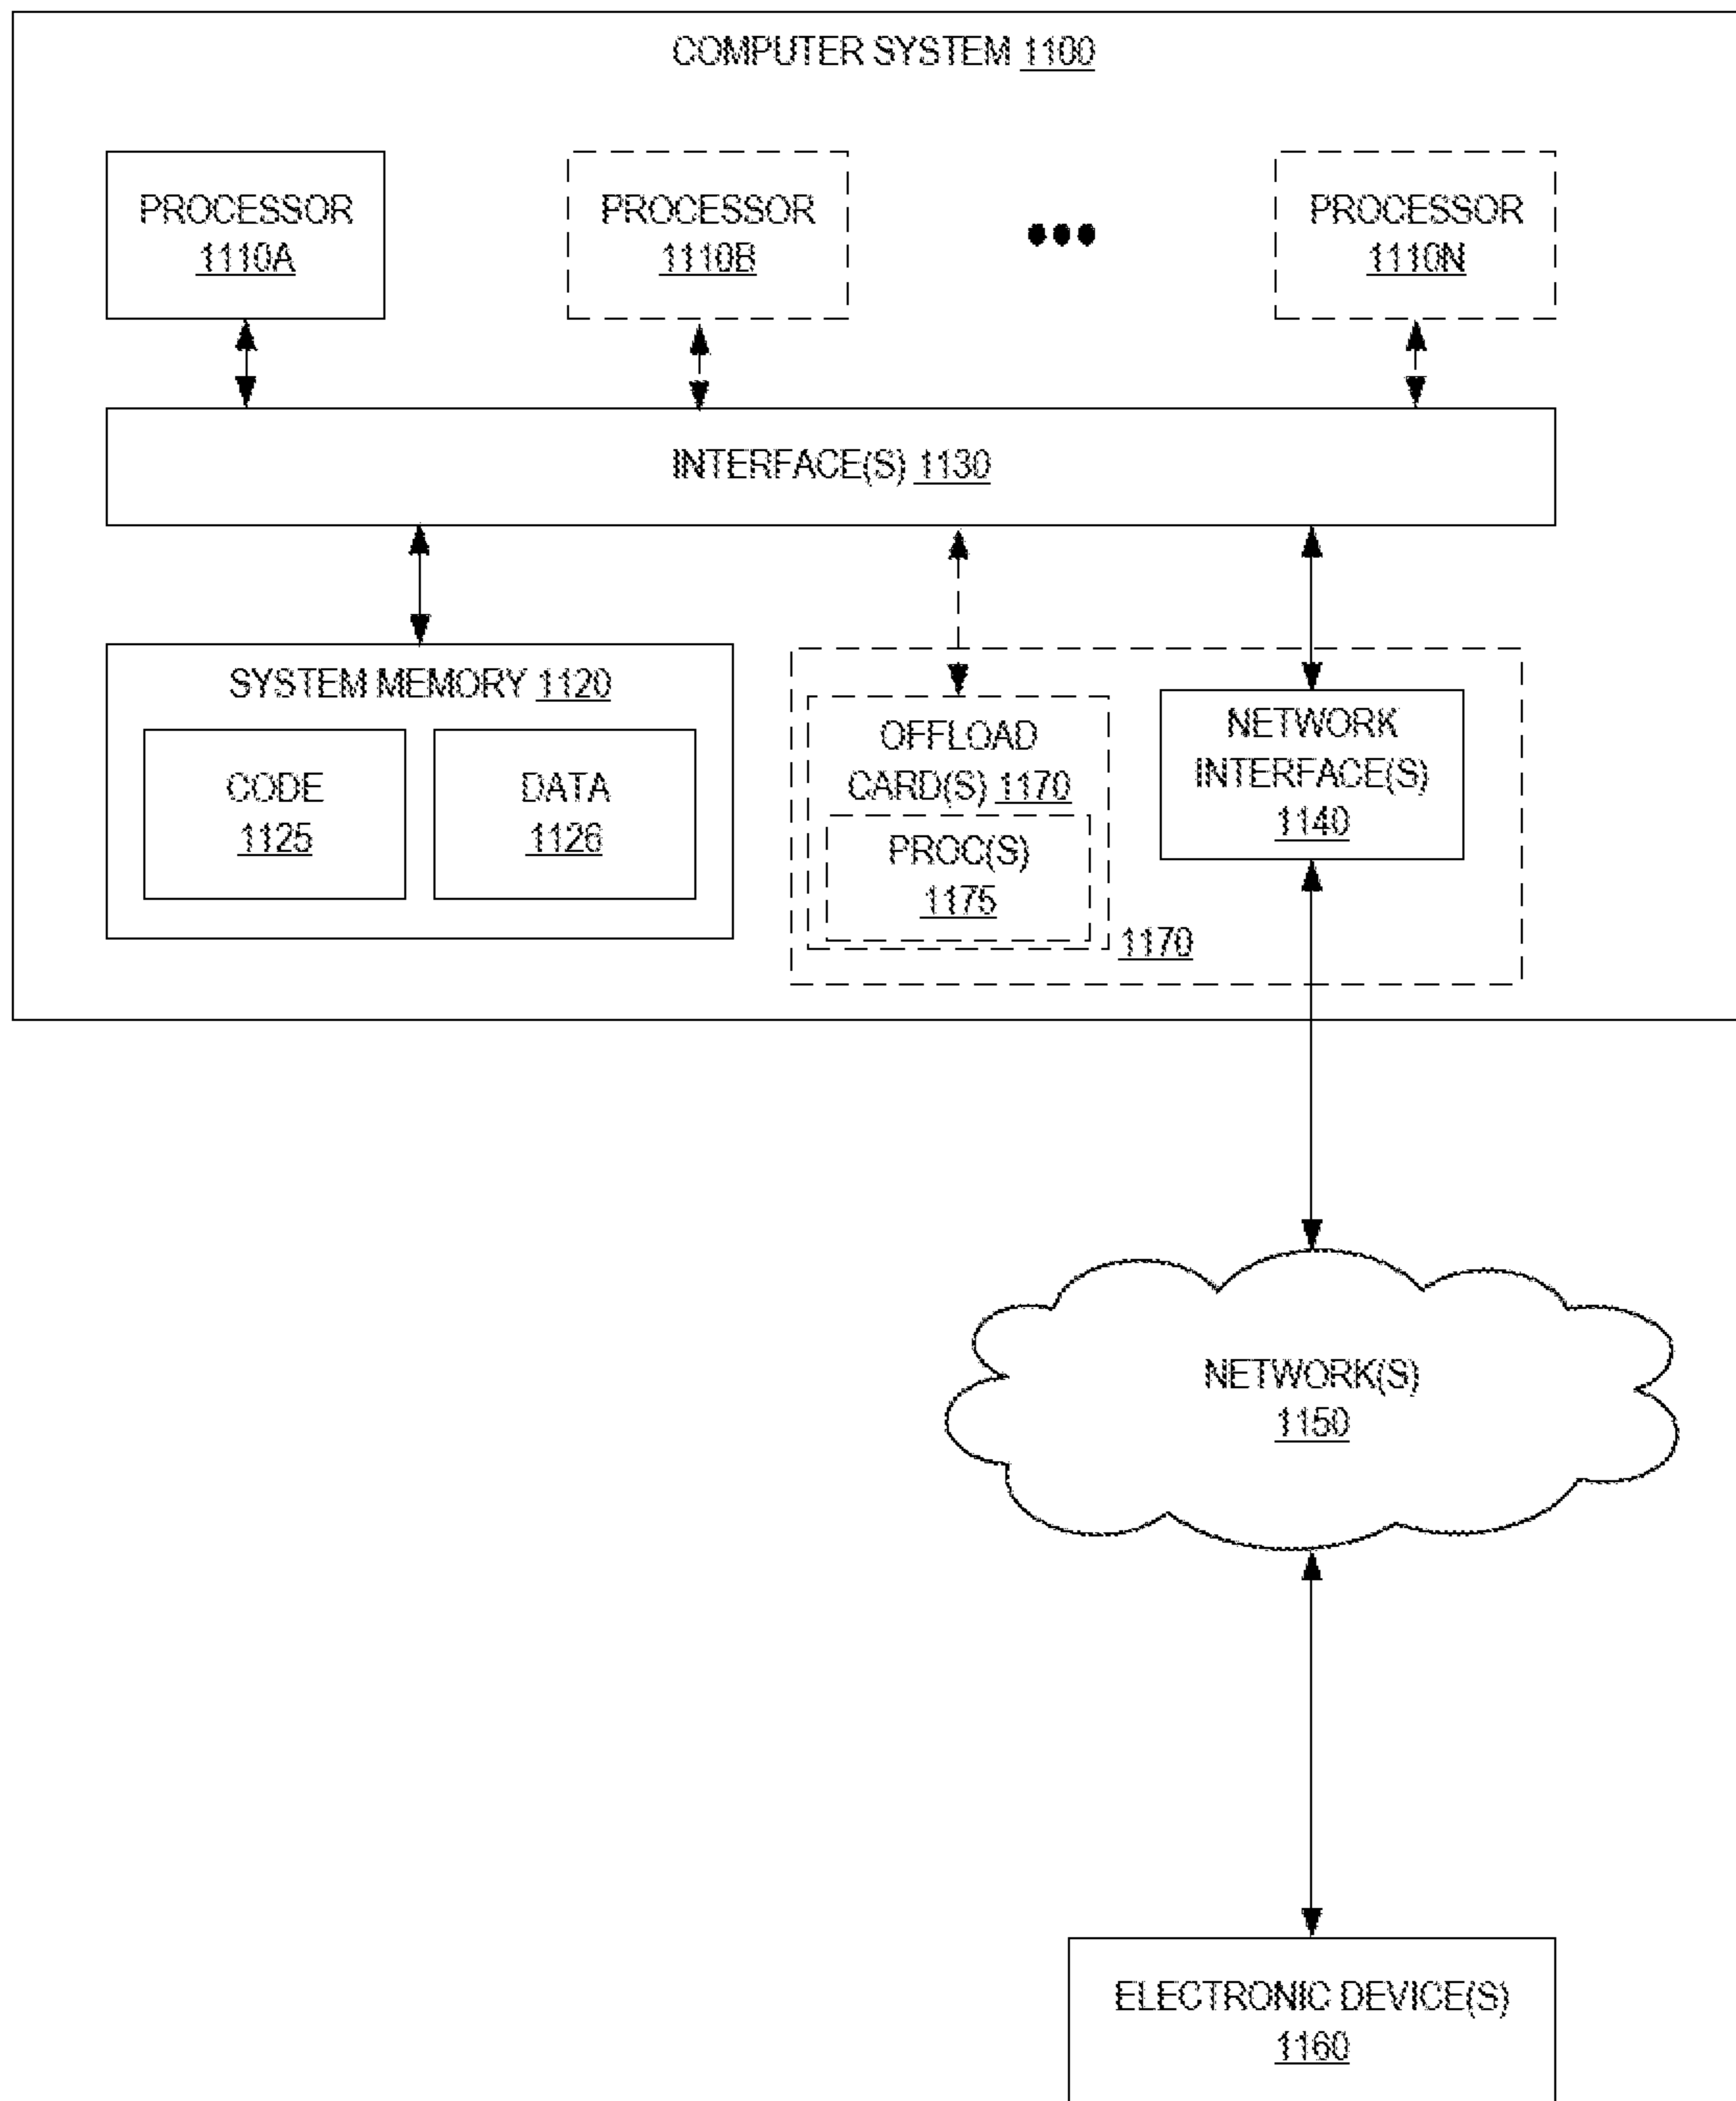 COMPUTER SYSTEM 1100
PROCESSOR
1110A
PROCESSOR
1110B
PROCESSOR
1110N
INTERFACE(S) 1130
SYSTEM MEMORY 1120
CODE
1125
DATA
1126
OFFLOAD
CARD(S) 1170
PROC(S)
1175
1170
NETWORK
INTERFACE(S)
1140
NETWORK(S)
1150
ELECTRONIC DEVICE(S)
1160